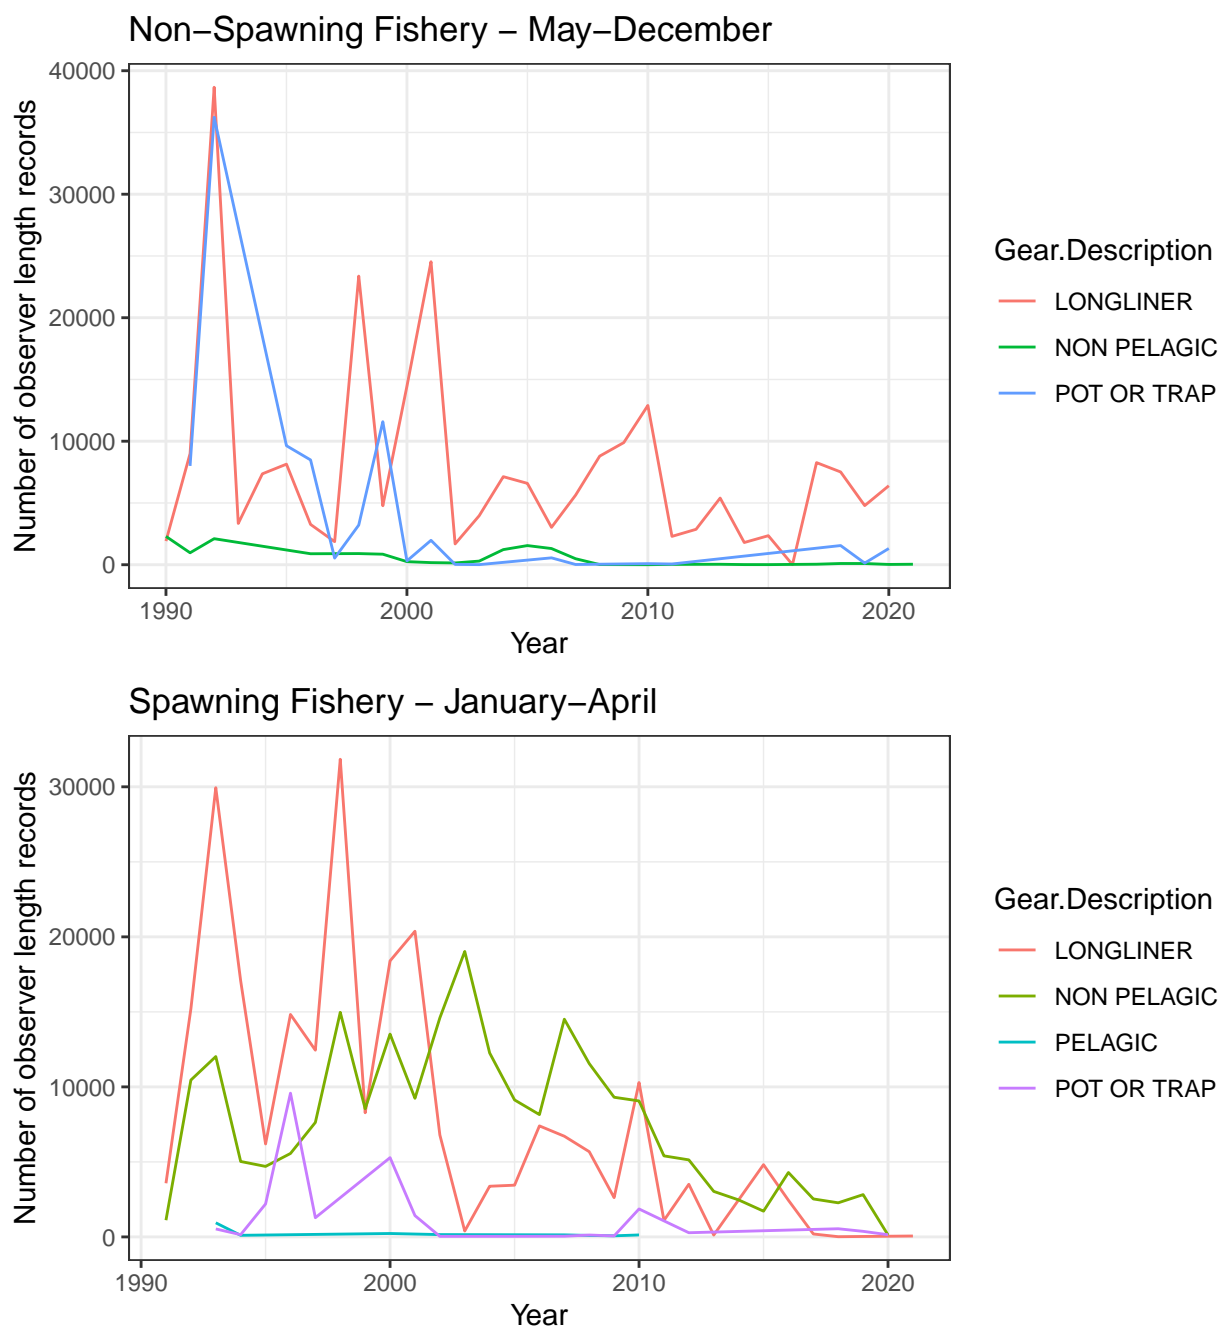 Non−Spawning Fishery − May−December
Number of observer length records
40000
30000
20000
10000
0
1990
2000
2010
2020
Year
Gear.Description
LONGLINER
NON PELAGIC
POT OR TRAP
Spawning Fishery − January−April
Number of observer length records
30000
20000
10000
0
1990
2000
2010
2020
Year
Gear.Description
LONGLINER
NON PELAGIC
PELAGIC
POT OR TRAP